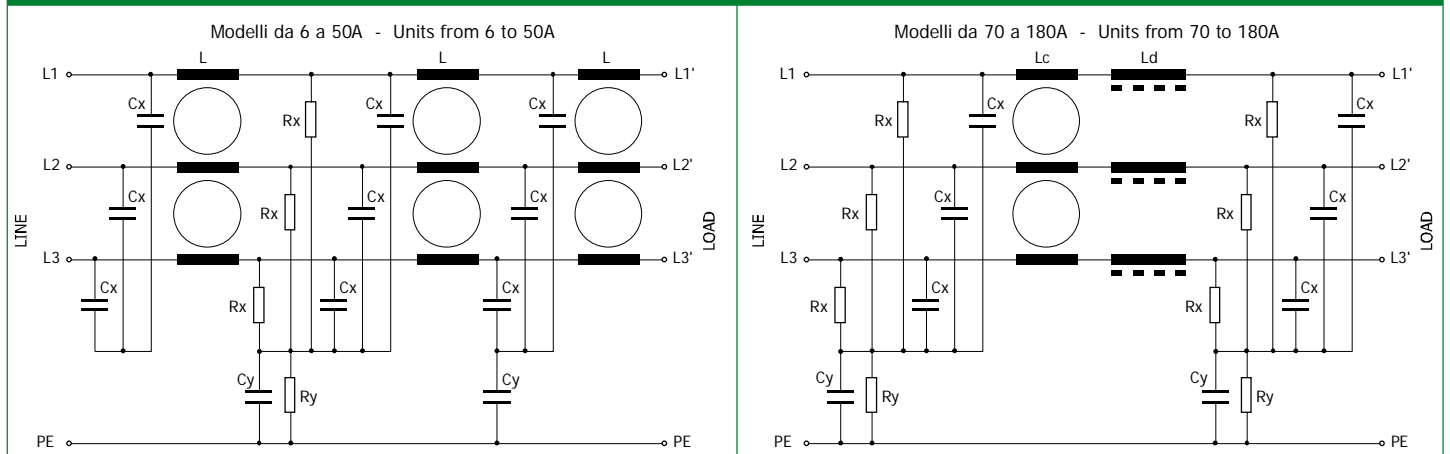 Modelli da 6 a 50A - Units from 6 to 50A
L L L
L1 L1'
Cx Rx Cx Cx
L2 L2'
Cx Rx Cx Cx
LINE LOAD
L3 L3'
Cx Rx Cx Cx
Cy Ry Cy
PE PE
Modelli da 70 a 180A - Units from 70 to 180A
Lc Ld
L1 L1'
Rx Cx Rx Cx
L2 L2'
Rx Cx Rx Cx
LINE LOAD
L3 L3'
Rx Cx Rx Cx
Cy Ry Cy Ry
PE PE